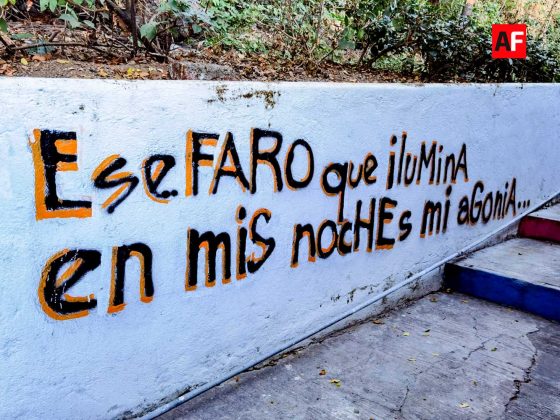 AF
Ese FARO que iluMinA
en miS nocHEs mi aGoniA...